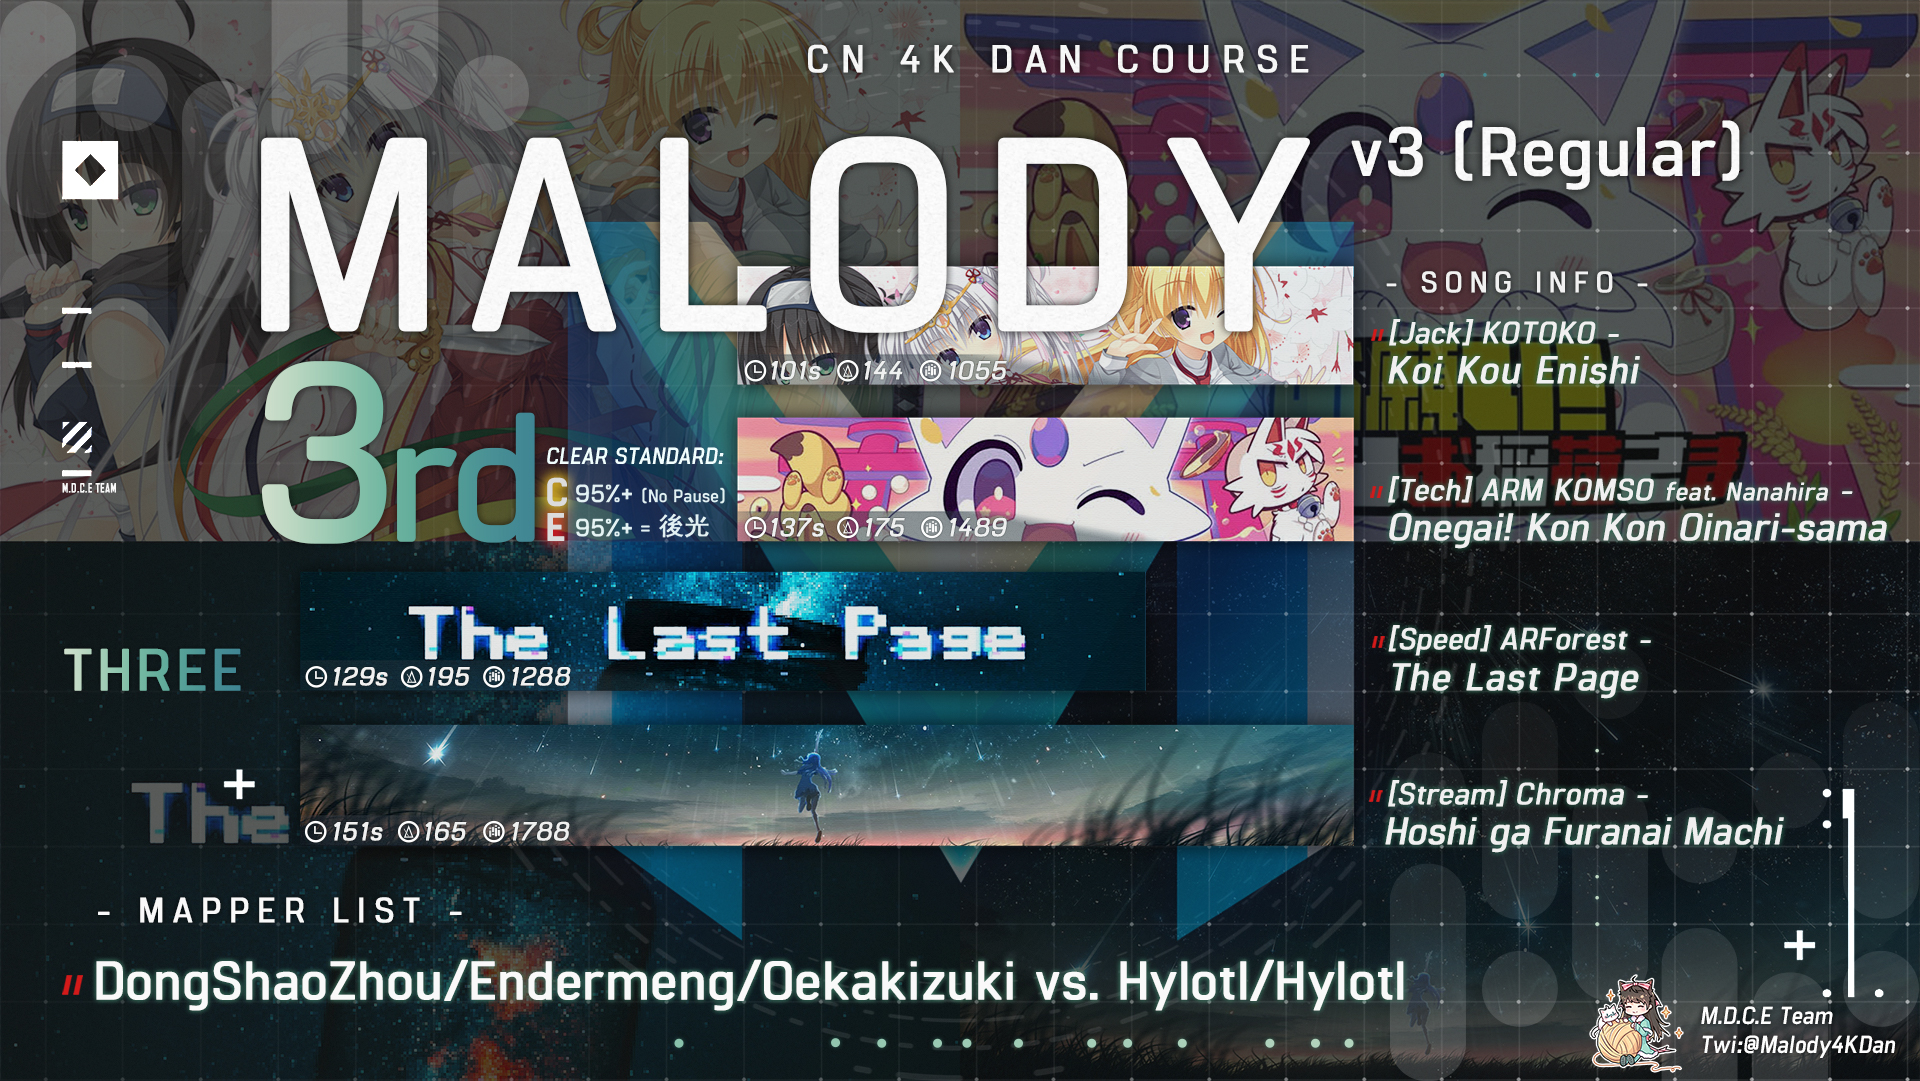 CN 4K DAN COURSE
MALODY
v3 (Regular)
3rd
CLEAR STANDARD:
C 95%+ (No Pause)
E 95%+ = 後光
101s 144 1055
137s 175 1489
The Last Page
129s 195 1288
151s 165 1788
- SONG INFO -
[Jack] KOTOKO -
Koi Kou Enishi
[Tech] ARM KOMSO feat. Nanahira -
Onegai! Kon Kon Oinari-sama
[Speed] ARForest -
The Last Page
[Stream] Chroma -
Hoshi ga Furanai Machi
M.D.C.E TEAM
THREE
The
- MAPPER LIST -
DongShaoZhou/Endermeng/Oekakizuki vs. Hylotl/Hylotl
M.D.C.E Team
Twi:@Malody4KDan